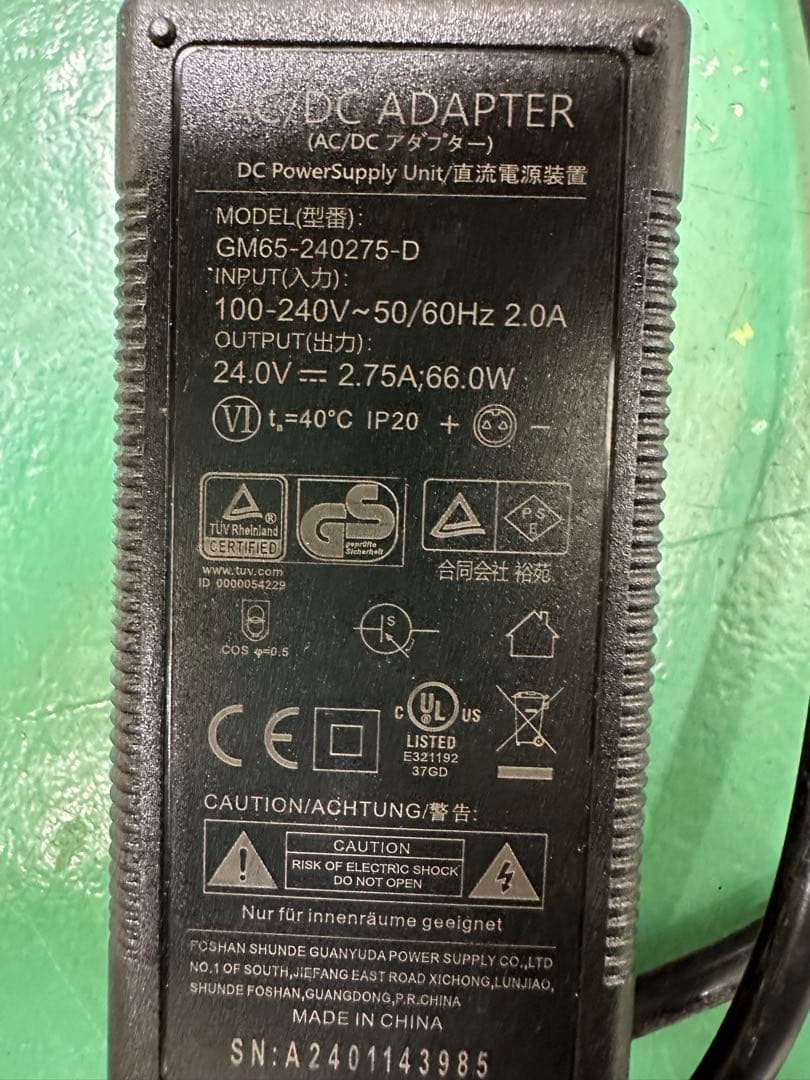 AC/DC ADAPTER
(AC/DC アダプター)
DC PowerSupply Unit/直流電源装置
MODEL(型番):
GM65-240275-D
INPUT(入力):
100-240V~50/60Hz 2.0A
OUTPUT(出力):
24.0V⎓2.75A;66.0W
VI tₐ=40°C IP20 + −
TÜV Rheinland ®
CERTIFIED
GS
geprüfte
Sicherheit
PS
E
www.tuv.com
ID 0000054229
合同会社 裕苑
COS φ=0.5
S
CE
C UL ® US
LISTED
E321192
37GD
CAUTION/ACHTUNG/警告:
CAUTION
RISK OF ELECTRIC SHOCK
DO NOT OPEN
Nur für innenräume geeignet
FOSHAN SHUNDE GUANYUDA POWER SUPPLY CO.,LTD
NO.1 OF SOUTH,JIEFANG EAST ROAD XICHONG,LUNJIAO,
SHUNDE FOSHAN,GUANGDONG,P.R.CHINA
MADE IN CHINA
SN:A2401143985